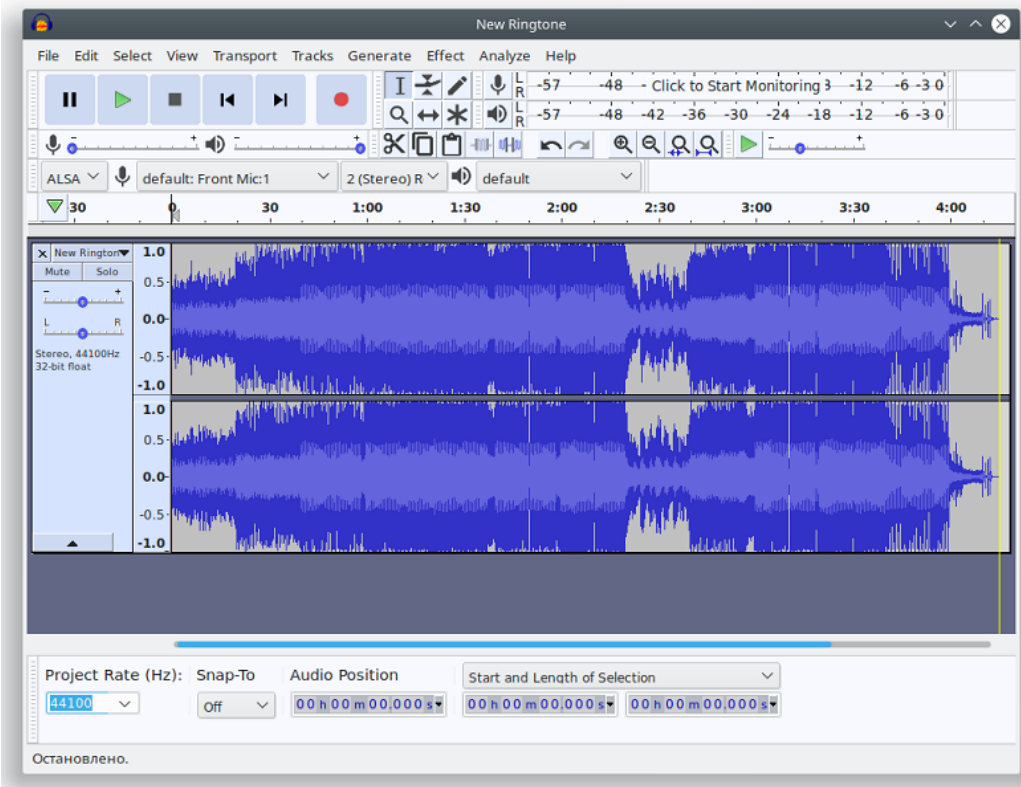 New Ringtone
File Edit Select View Transport Tracks Generate Effect Analyze Help
L R -57 -48 - Click to Start Monitoring 3 -12 -6 -3 0
L R -57 -48 -42 -36 -30 -24 -18 -12 -6 -3 0
- + - +
ALSA default: Front Mic:1 2 (Stereo) R default
30 0 30 1:00 1:30 2:00 2:30 3:00 3:30 4:00
X New Rington 1.0
Mute Solo
0.5
- +
L R 0.0
Stereo, 44100Hz -0.5
32-bit float
-1.0
1.0
0.5
0.0
-0.5
-1.0
Project Rate (Hz): Snap-To Audio Position Start and Length of Selection
44100 Off 00 h 00 m 00.000 s 00 h 00 m 00.000 s 00 h 00 m 00.000 s
Остановлено.